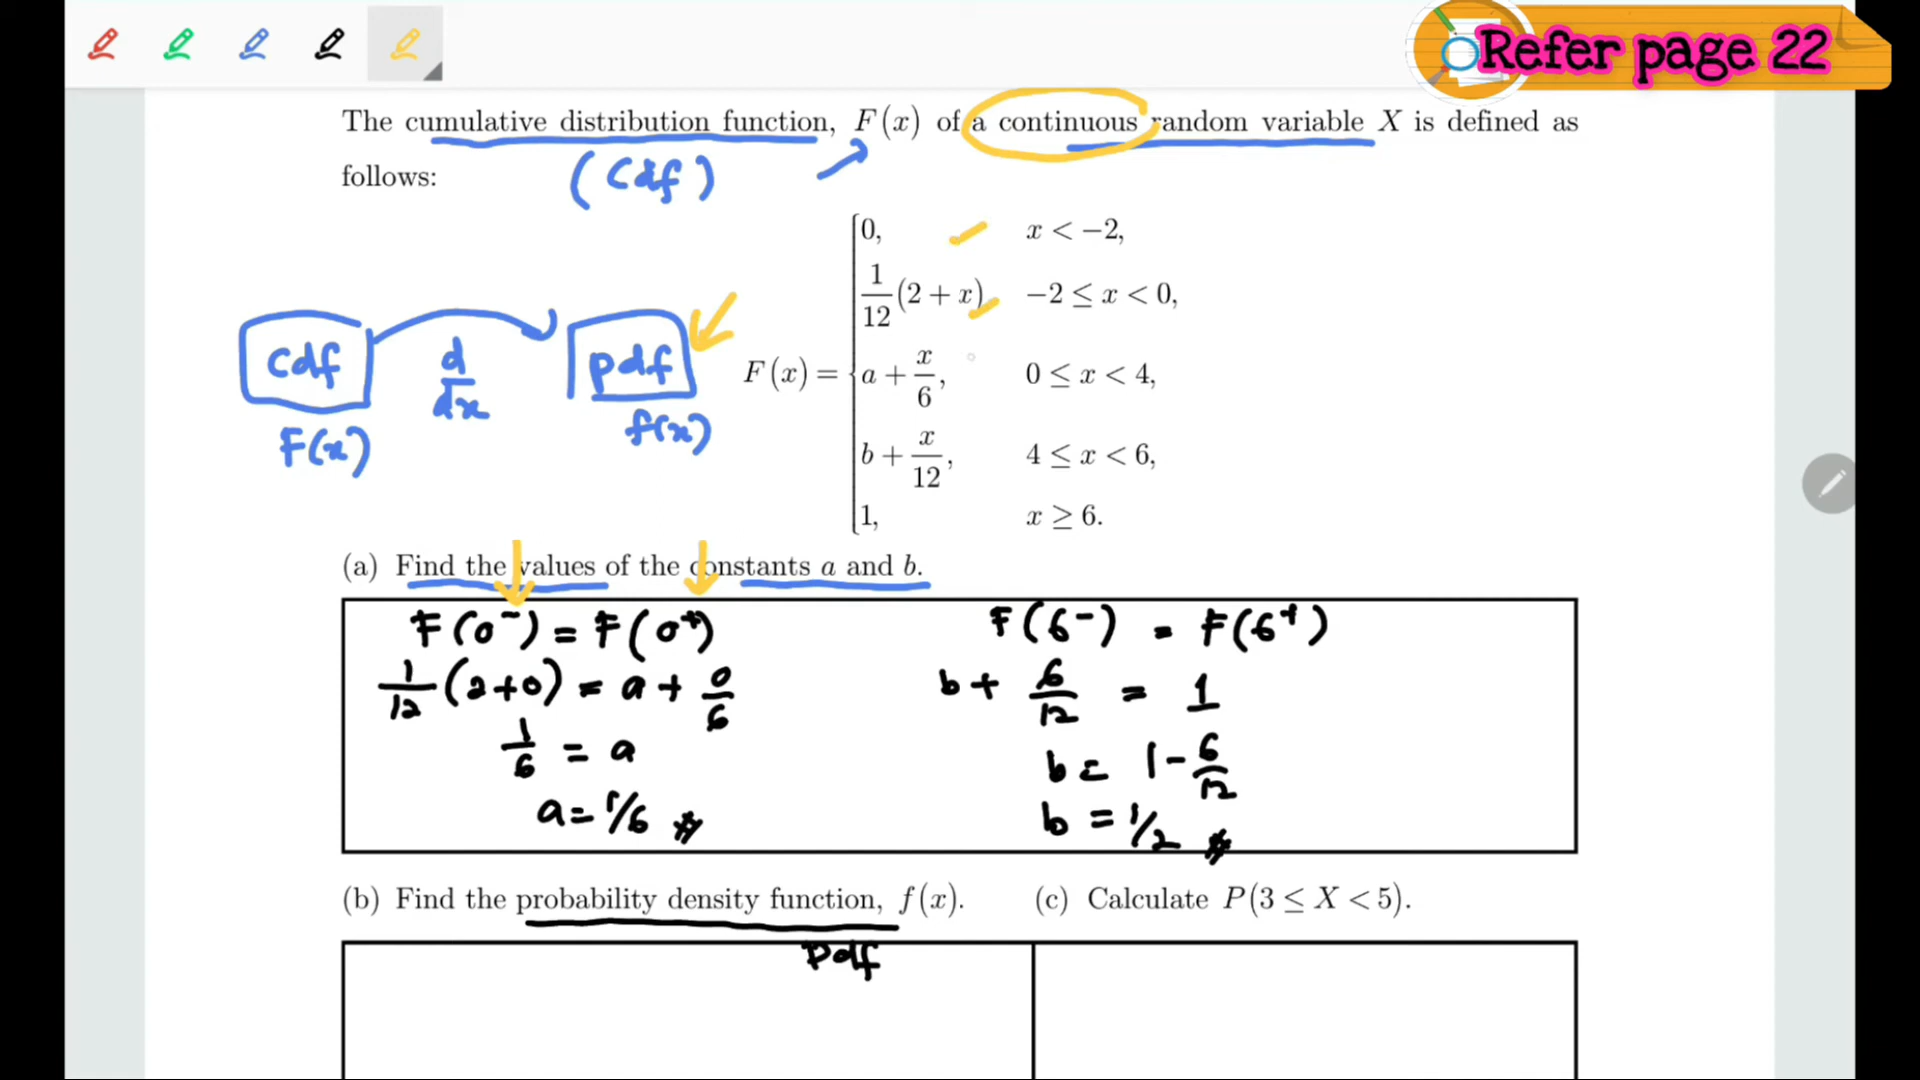 Refer page 22
The cumulative distribution function, F(x) of a continuous random variable X is defined as
follows:
(cdf)
0, x < −2,
1/12 (2 + x), −2 ≤ x < 0,
F(x) = a + x/6, 0 ≤ x < 4,
b + x/12, 4 ≤ x < 6,
1, x ≥ 6.
cdf d/dx pdf
F(x) f(x)
(a) Find the values of the constants a and b.
F(0⁻) = F(0⁺)
1/12 (2+0) = a + 0/6
1/6 = a
a = 1/6
F(6⁻) = F(6⁺)
b + 6/12 = 1
b = 1 - 6/12
b = 1/2
(b) Find the probability density function, f(x).
pdf
(c) Calculate P(3 ≤ X < 5).